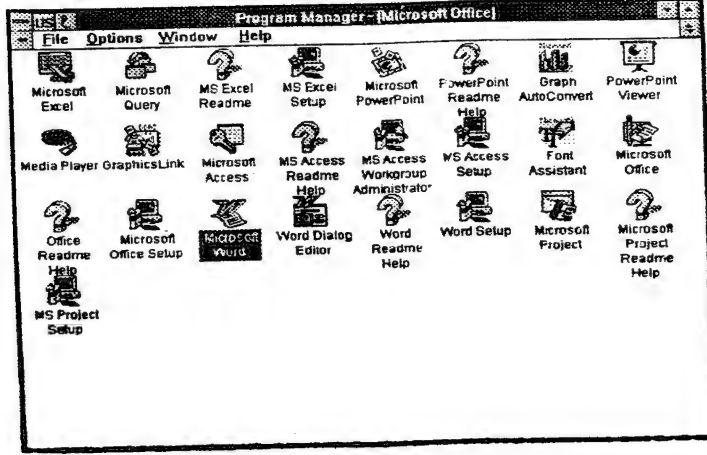 Program Manager - [Microsoft Office]
File Options Window Help
Microsoft Excel
Microsoft Query
MS Excel Readme
MS Excel Setup
Microsoft PowerPoint
PowerPoint Readme Help
Graph AutoConvert
PowerPoint Viewer
Media Player
GraphicsLink
Microsoft Access
MS Access Readme Help
MS Access Workgroup Administrator
MS Access Setup
Font Assistant
Microsoft Office
Office Readme Help
Microsoft Office Setup
Microsoft Word
Word Dialog Editor
Word Readme Help
Word Setup
Microsoft Project
Microsoft Project Readme Help
MS Project Setup